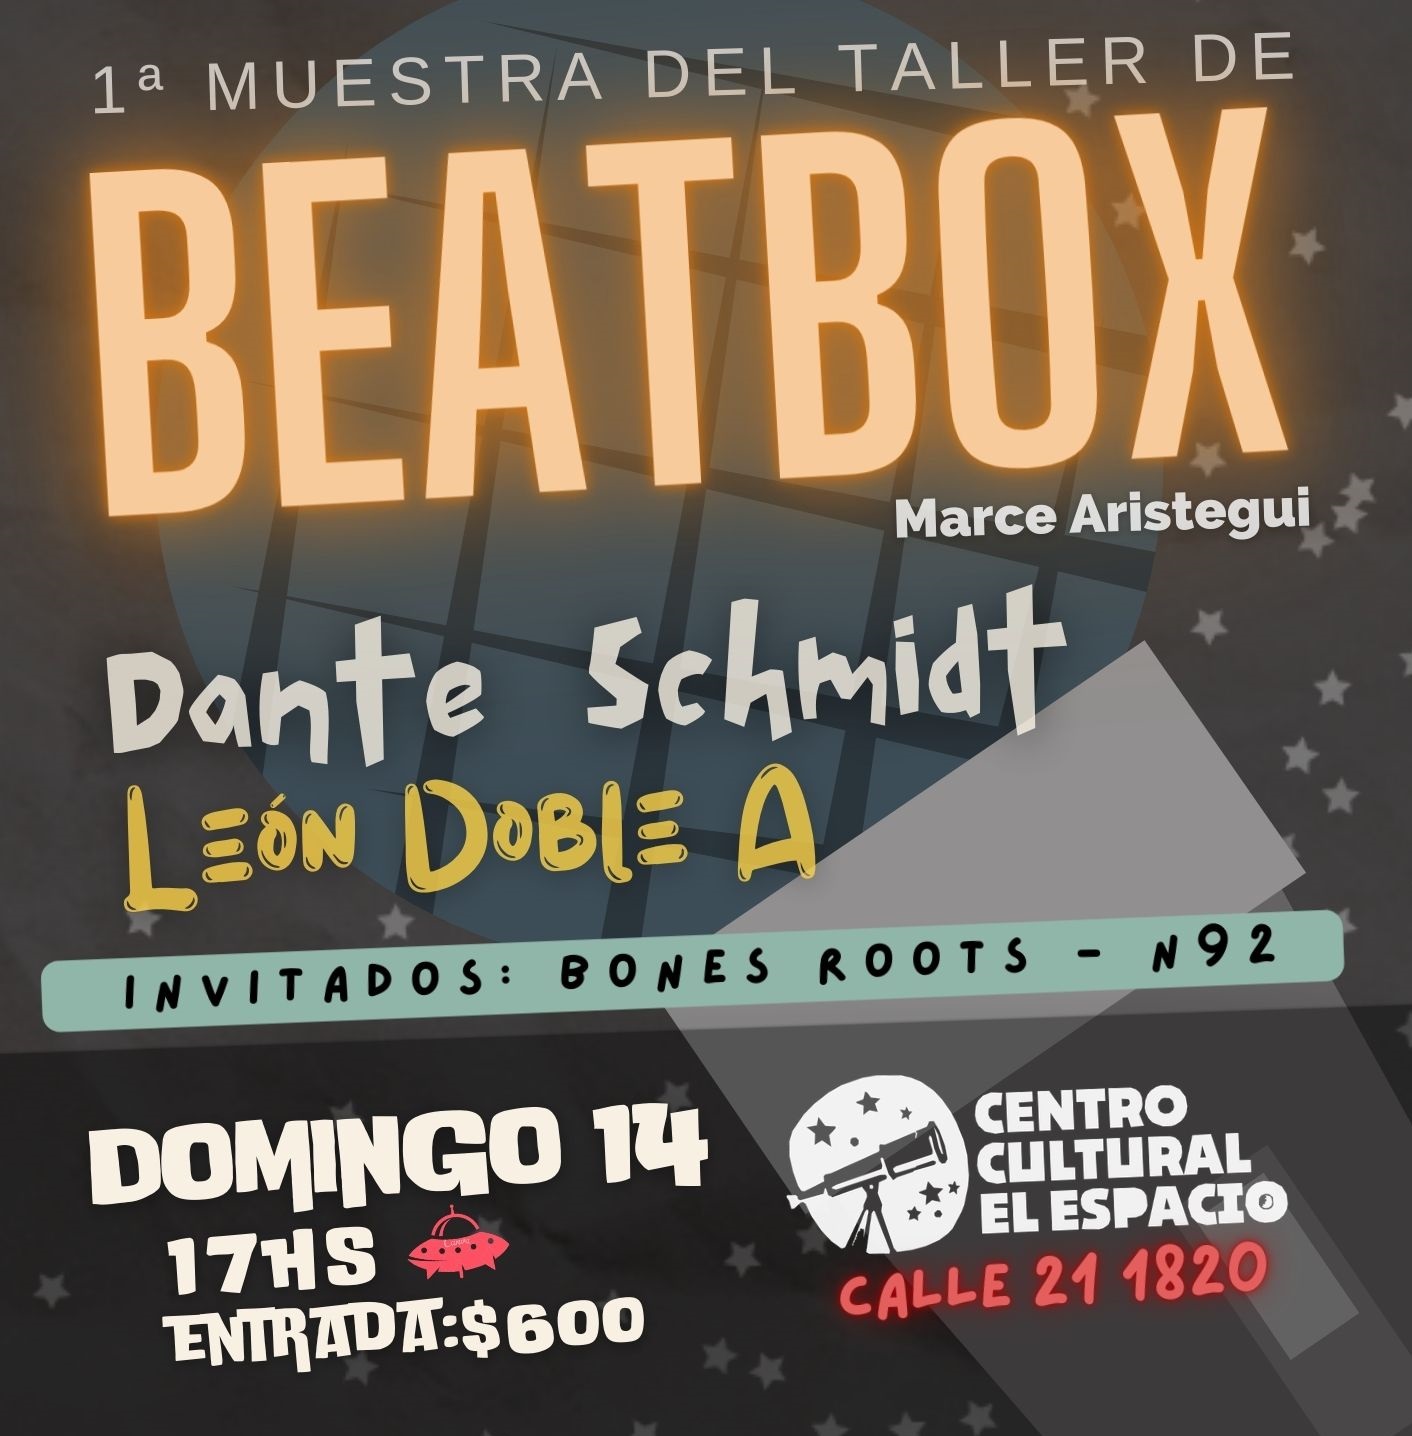 1ª MUESTRA DEL TALLER DE
BEATBOX
Marce Aristegui
Dante Schmidt
LEÓN DOBLE A
INVITADOS: BONES ROOTS - N92
DOMINGO 14
17HS
ENTRADA:$600
CENTRO
CULTURAL
EL ESPACIO
CALLE 21 1820